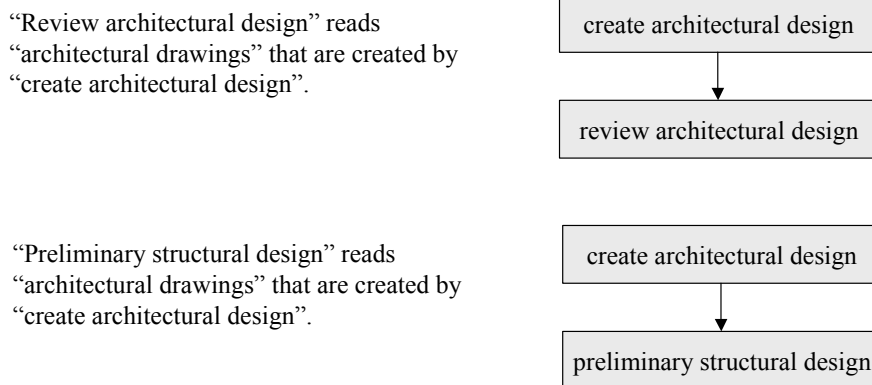 “Review architectural design” reads
“architectural drawings” that are created by
“create architectural design”.
create architectural design
review architectural design
“Preliminary structural design” reads
“architectural drawings” that are created by
“create architectural design”.
create architectural design
preliminary structural design